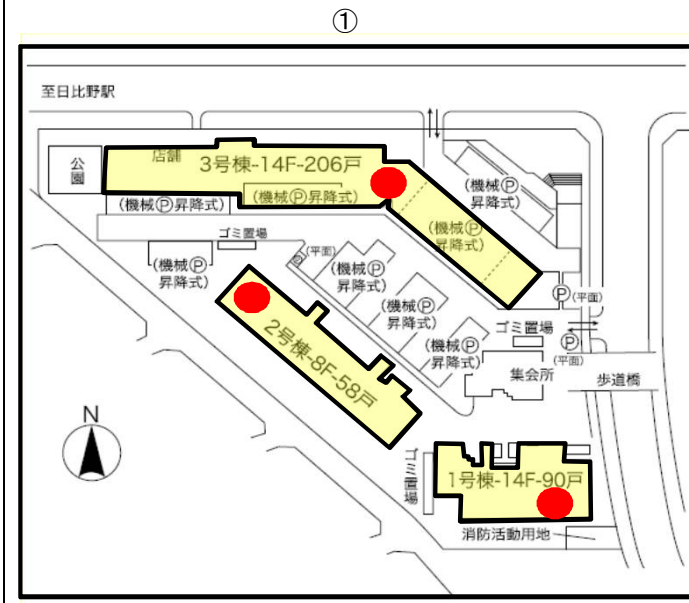 ①
至日比野駅
公
園
店舗
3号棟-14F-206戸
(機械Ⓟ昇降式)
(機械Ⓟ昇降式)
(機械Ⓟ
昇降式)
(機械Ⓟ
昇降式)
ゴミ置場
(機械Ⓟ
昇降式)
Ⓟ(平面)
(機械Ⓟ
昇降式)
(機械Ⓟ
昇降式)
(機械Ⓟ
昇降式)
Ⓟ(平面)
ゴミ置場
Ⓟ
(平面)
2号棟-8F-58戸
集会所
歩道橋
N
ゴミ置場
1号棟-14F-90戸
消防活動用地